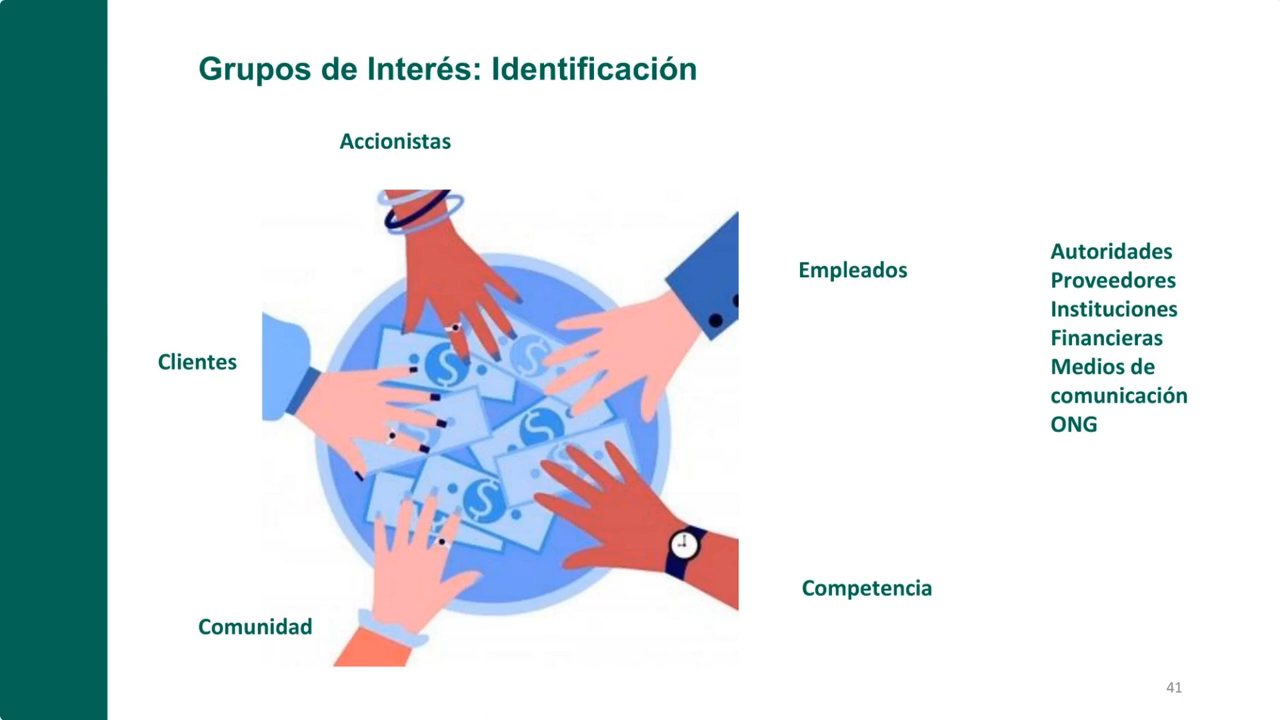 Grupos de Interés: Identificación
Accionistas
Empleados
Clientes
Comunidad
Competencia
Autoridades
Proveedores
Instituciones
Financieras
Medios de
comunicación
ONG
$
$
$
$
$
41